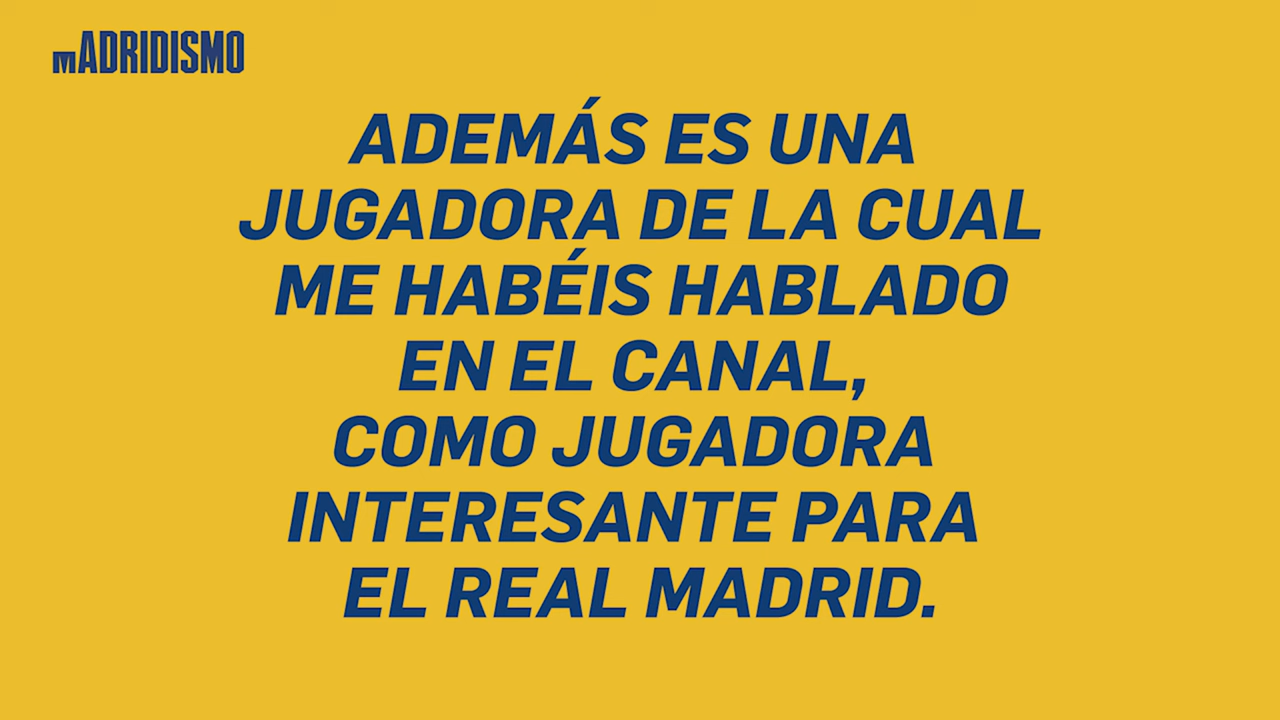 mADRIDISMO
ADEMÁS ES UNA
JUGADORA DE LA CUAL
ME HABÉIS HABLADO
EN EL CANAL,
COMO JUGADORA
INTERESANTE PARA
EL REAL MADRID.